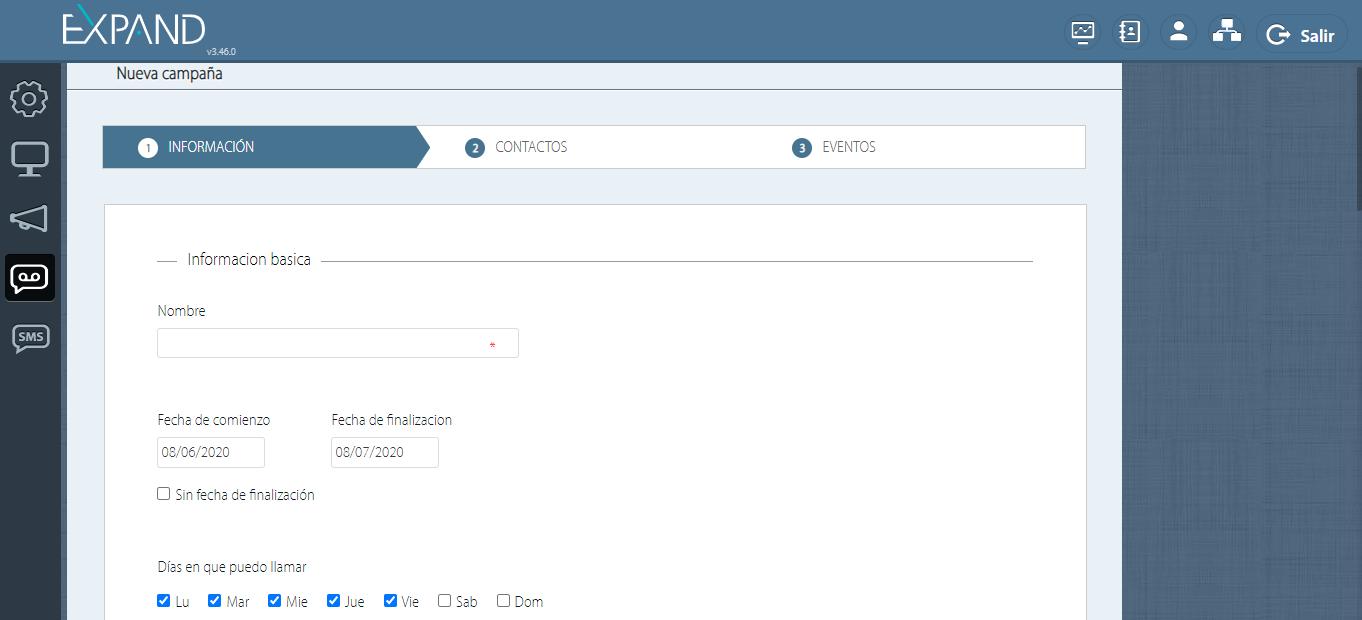 EXPAND
v3.46.0
Salir
Nueva campaña
1 INFORMACIÓN 2 CONTACTOS 3 EVENTOS
Informacion basica
Nombre
*
Fecha de comienzo Fecha de finalizacion
08/06/2020 08/07/2020
Sin fecha de finalización
SMS
Días en que puedo llamar
Lu Mar Mie Jue Vie Sab Dom